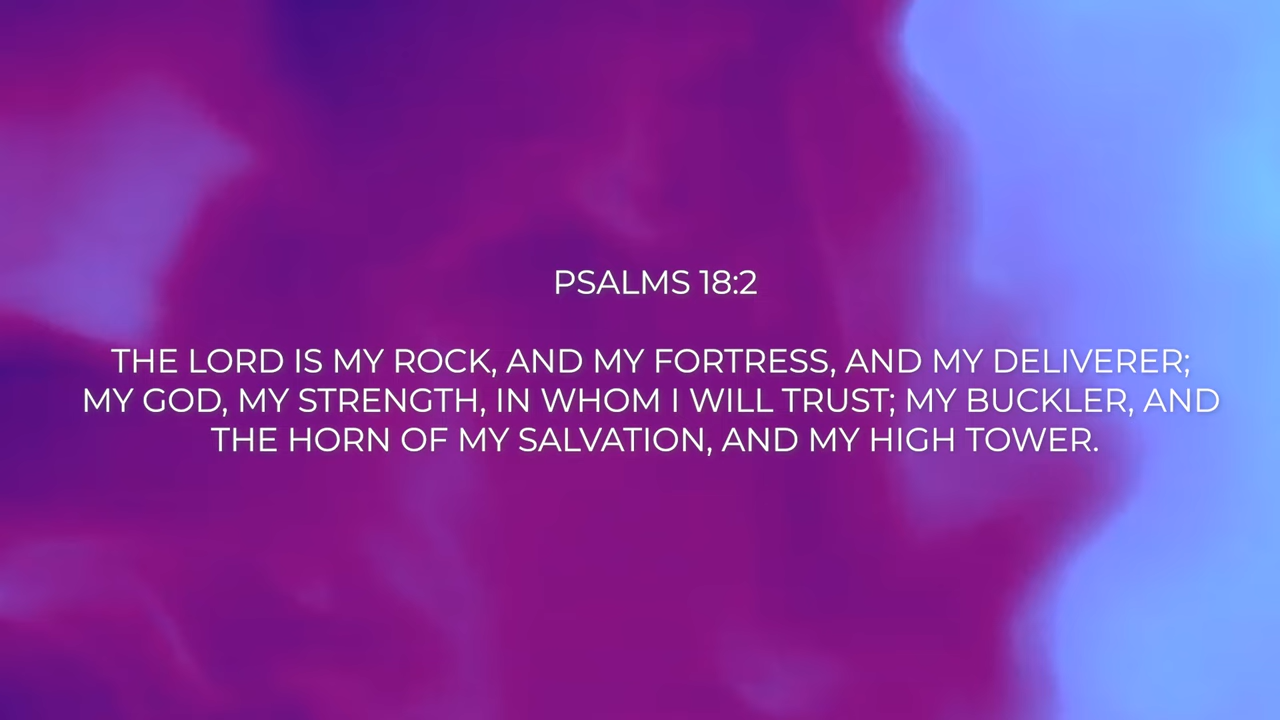 PSALMS 18:2
THE LORD IS MY ROCK, AND MY FORTRESS, AND MY DELIVERER;
MY GOD, MY STRENGTH, IN WHOM I WILL TRUST; MY BUCKLER, AND
THE HORN OF MY SALVATION, AND MY HIGH TOWER.